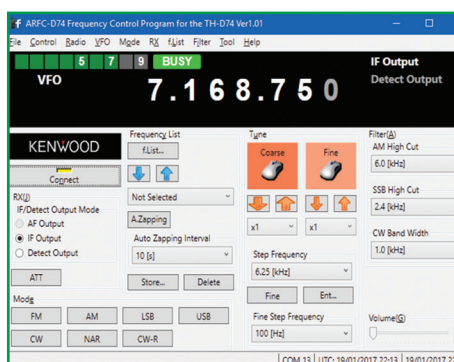 ARFC-D74 Frequency Control Program for the TH-D74 Ver1.01
File Control Radio VFO Mode RX f.List Filter Tool Help
5 7 9 BUSY
VFO
7.168.750
IF Output
Detect Output
KENWOOD
Connect
RX(J)
IF/Detect Output Mode
AF Output
IF Output
Detect Output
ATT
Mode
FM AM LSB USB
CW NAR CW-R
Frequency List
f.List...
Not Selected
A.Zapping
Auto Zapping Interval
10 [s]
Store... Delete
Tune
Coarse Fine
x1 x1
Step Frequency
6.25 [kHz]
Fine Ent...
Fine Step Frequency
100 [Hz]
Filter(A)
AM High Cut
6.0 [kHz]
SSB High Cut
2.4 [kHz]
CW Band Width
1.0 [kHz]
Volume(G)
COM 13 UTC: 19/01/2017 22:13 19/01/2017 22